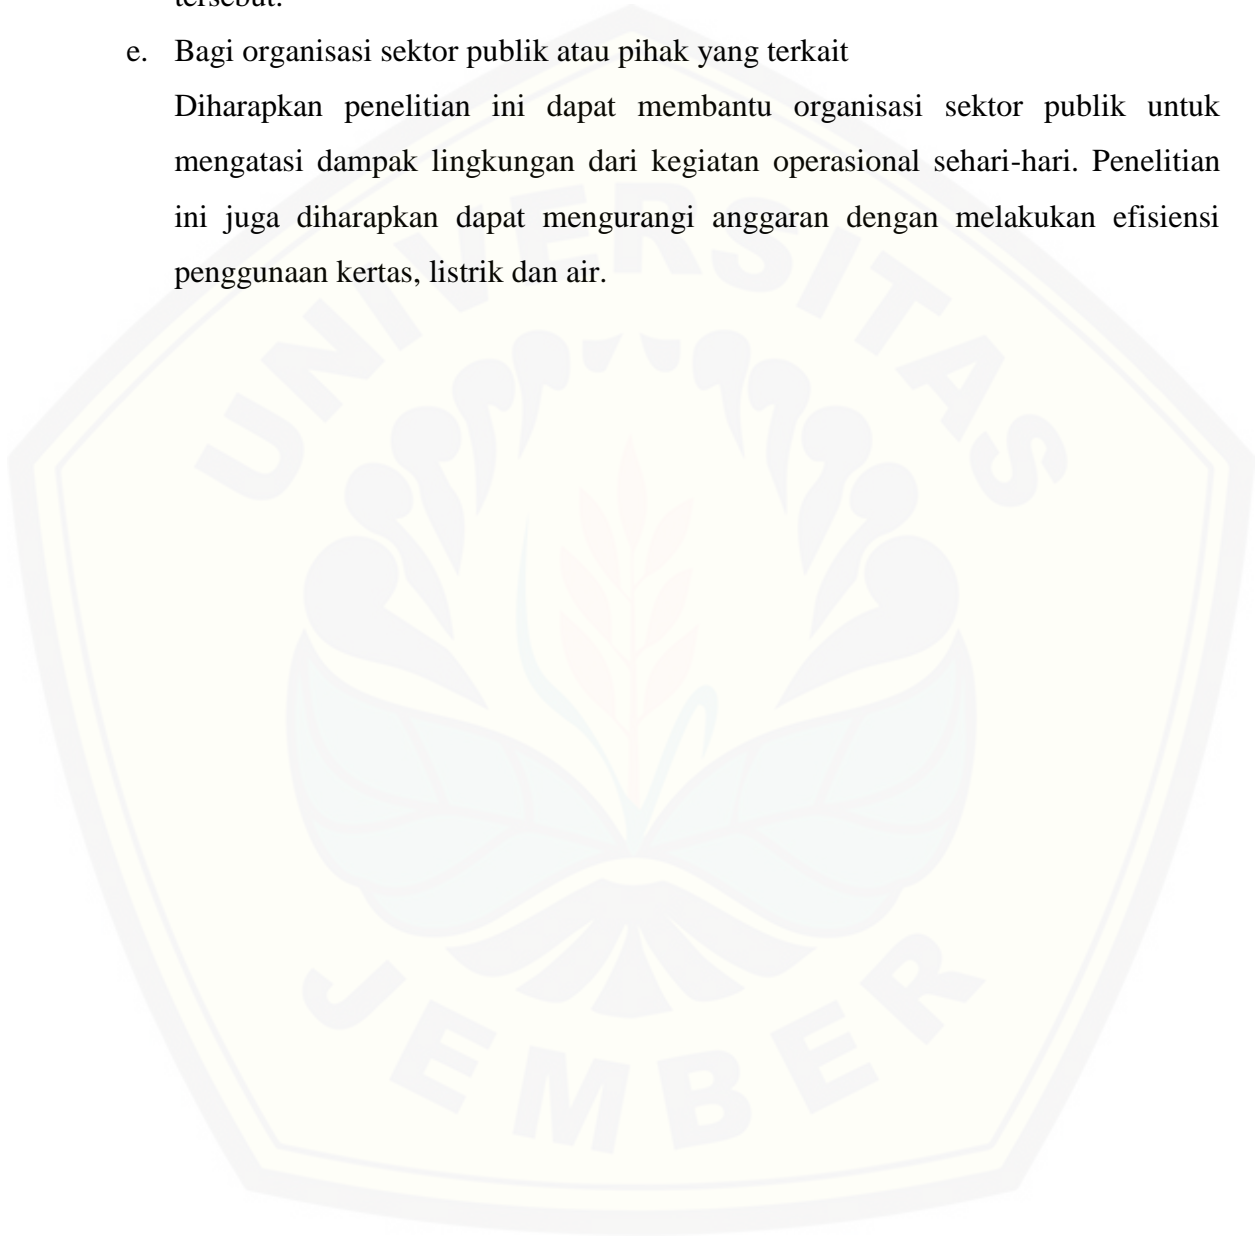 tersebut.
e. Bagi organisasi sektor publik atau pihak yang terkait
Diharapkan penelitian ini dapat membantu organisasi sektor publik untuk
mengatasi dampak lingkungan dari kegiatan operasional sehari-hari. Penelitian
ini juga diharapkan dapat mengurangi anggaran dengan melakukan efisiensi
penggunaan kertas, listrik dan air.
UNIVERSITAS
JEMBER